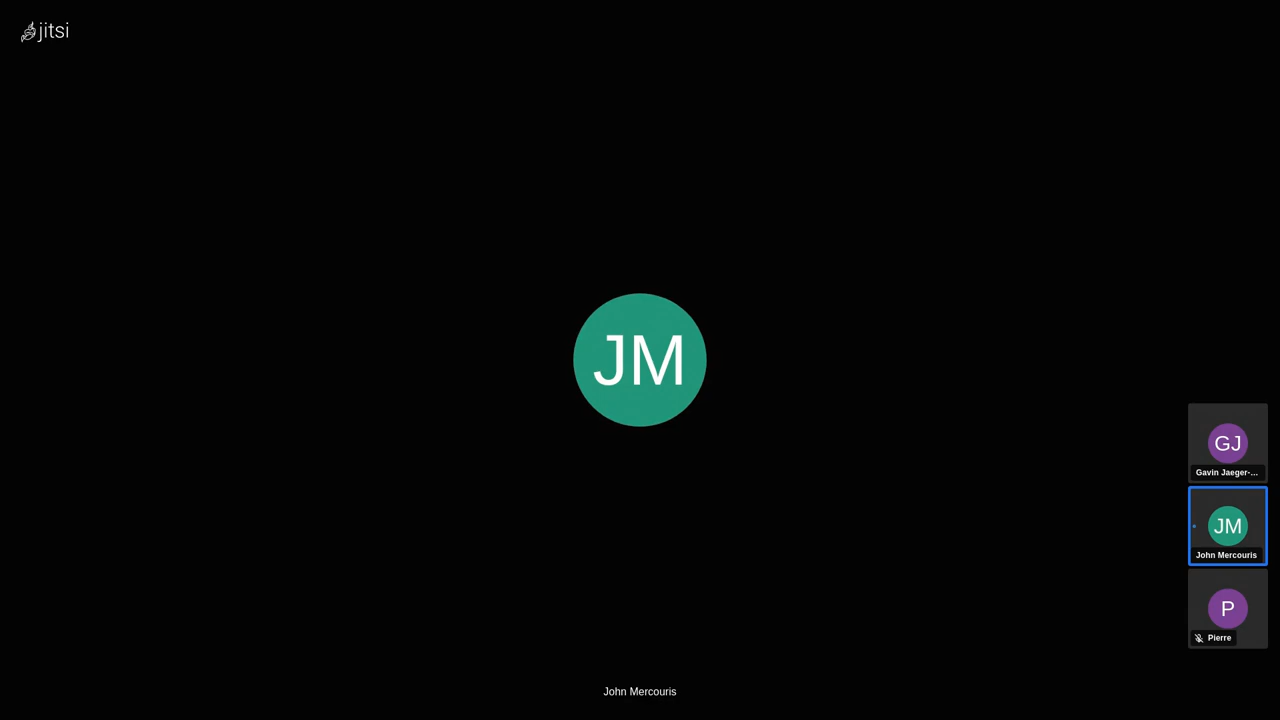 jitsi
JM
GJ
Gavin Jaeger-...
JM
John Mercouris
P
Pierre
John Mercouris